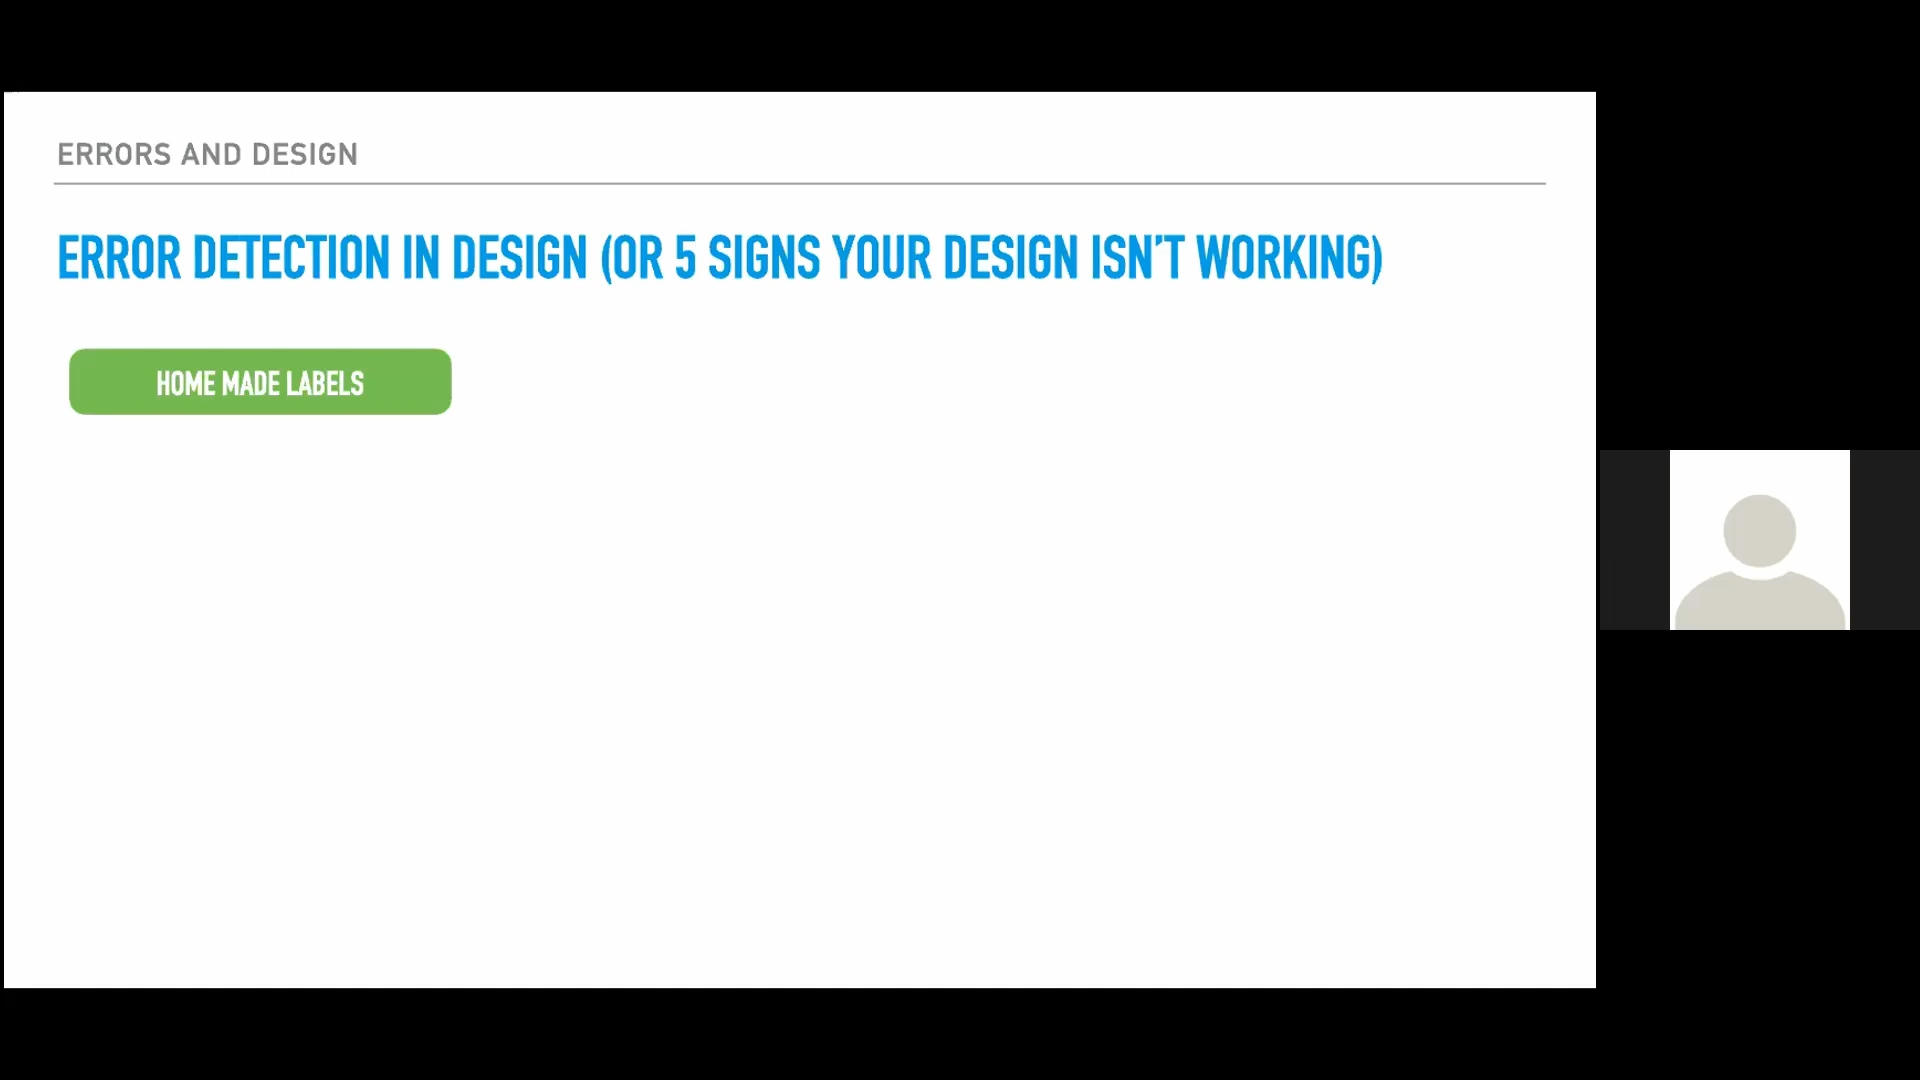 ERRORS AND DESIGN
ERROR DETECTION IN DESIGN (OR 5 SIGNS YOUR DESIGN ISN’T WORKING)
HOME MADE LABELS